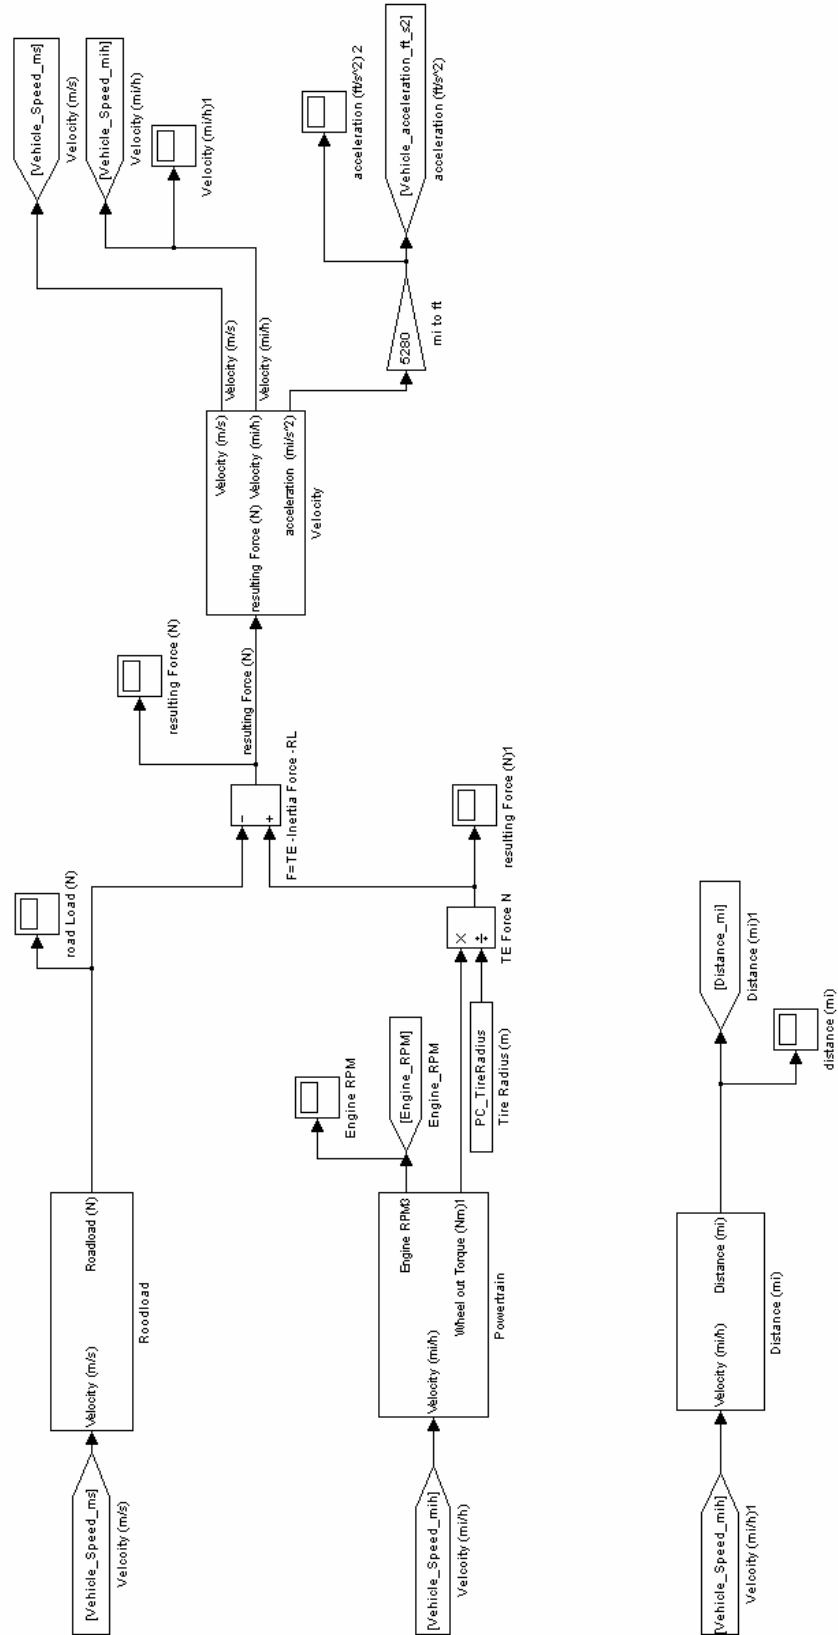 [Vehicle_Speed_ms]
Velcoity (m/s)
Velocity (m/s)
Roadload (N)
Roodload
road Load (N)
[Vehicle_Speed_mih]
Velcoity (mi/h)
Velocity (mi/h)
Engine RPM3
Wheel out Torque (Nm)1
Powertrain
Engine RPM
[Engine_RPM]
Engine_RPM
PC_TireRadius
Tire Radius (m)
×
÷
TE Force N
resulting Force (N)1
−
+
F=TE -Inertia Force -RL
resulting Force (N)
resulting Force (N)
resulting Force (N)
Velocity (m/s)
Velocity (mi/h)
acceleration (mi/s^2)
Velocity
Velocity (m/s)
Velocity (mi/h)
[Vehicle_Speed_ms]
Velocity (m/s)
[Vehicle_Speed_mih]
Velocity (mi/h)
Velocity (mi/h)1
5280
mi to ft
acceleration (ft/s^2) 2
[Vehicle_acceleration_ft_s2]
acceleration (ft/s^2)
[Vehicle_Speed_mih]
Velcoity (mi/h)1
Velocity (mi/h)
Distance (mi)
Distance (mi)
[Distance_mi]
Distance (mi)1
distance (mi)